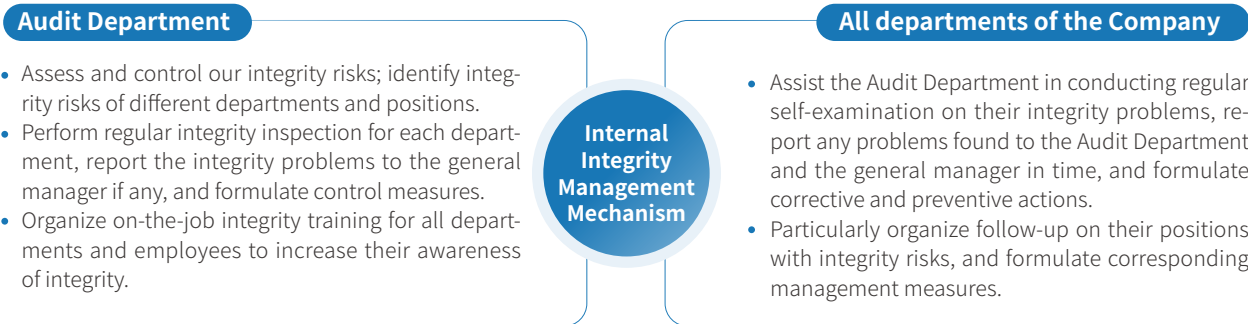 Audit Department
• Assess and control our integrity risks; identify integ-
rity risks of different departments and positions.
• Perform regular integrity inspection for each depart-
ment, report the integrity problems to the general
manager if any, and formulate control measures.
• Organize on-the-job integrity training for all depart-
ments and employees to increase their awareness
of integrity.
Internal
Integrity
Management
Mechanism
All departments of the Company
• Assist the Audit Department in conducting regular
self-examination on their integrity problems, re-
port any problems found to the Audit Department
and the general manager in time, and formulate
corrective and preventive actions.
• Particularly organize follow-up on their positions
with integrity risks, and formulate corresponding
management measures.